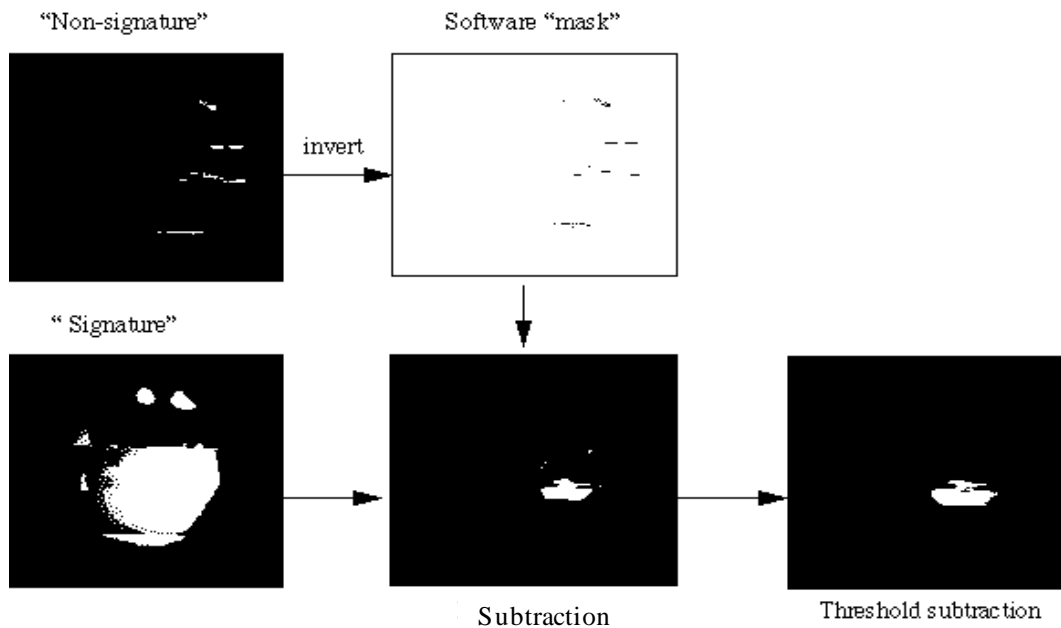 “Non-signature”
Software “mask”
invert
“ Signature”
Subtraction
Threshold subtraction